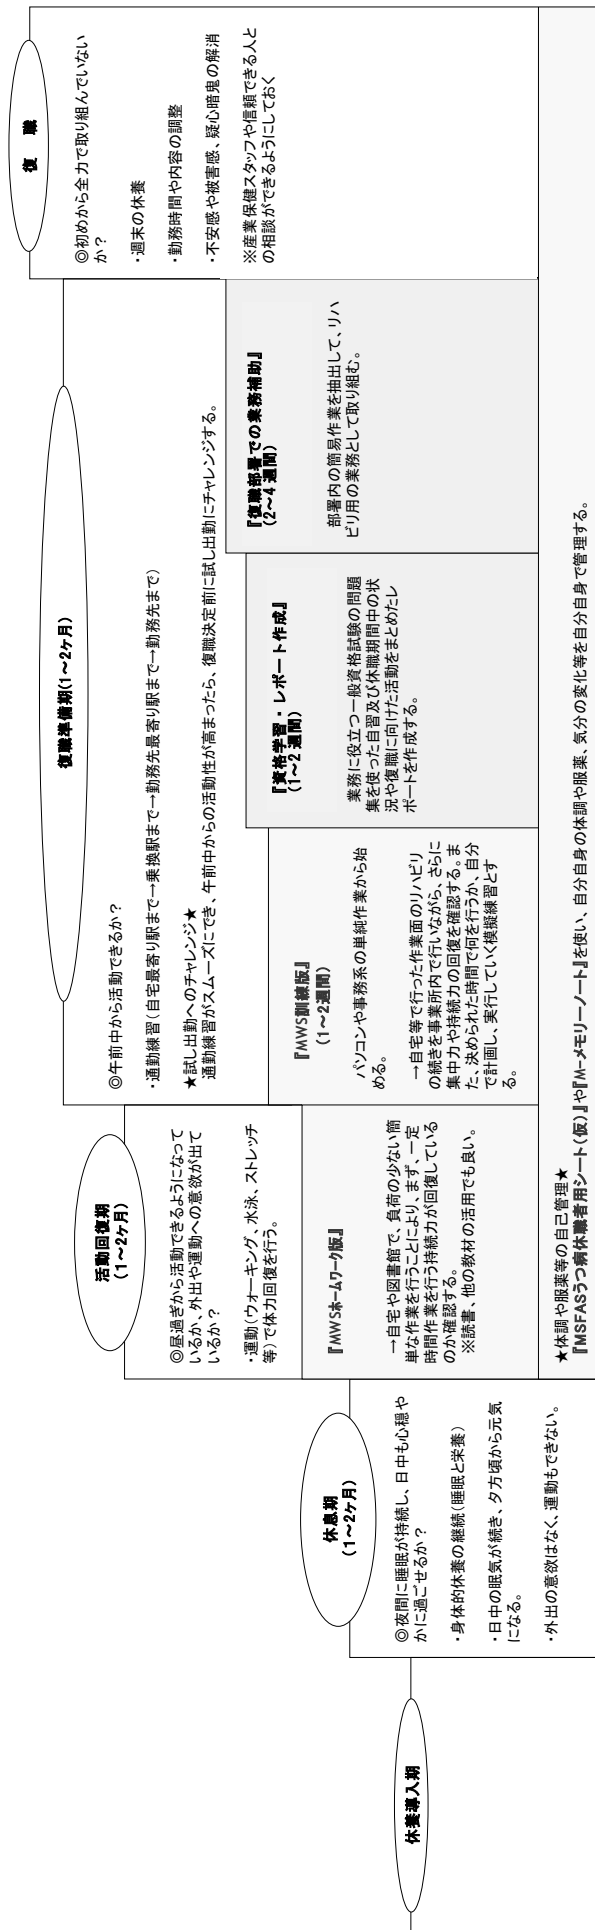 休養導入期
休息期
(1～2ヶ月)
◎夜間に睡眠が持続し、日中も心穏や
かに過ごせるか？
・身体的休養の継続(睡眠と栄養)
・日中の眠気が続き、夕方頃から元気
になる。
・外出の意欲はなく、運動もできない。
活動回復期
(1～2ヶ月)
◎昼過ぎから活動できるようになって
いるか、外出や運動への意欲が出て
いるか？
・運動(ウォーキング、水泳、ストレッチ
等)で体力回復を行う。
『MWSホームワーク版』
→自宅や図書館で、負荷の少ない簡
単な作業を行うことにより、まず、一定
時間作業を行う持続力が回復している
のか確認する。
※読書、他の教材の活用でも良い。
復職準備期(1～2ヶ月)
◎午前中から活動できるか？
・通勤練習(自宅最寄り駅まで→乗換駅まで→勤務先最寄り駅まで→勤務先まで)
★試し出勤へのチャレンジ★
通勤練習がスムーズにでき、午前中からの活動性が高まったら、復職決定前に試し出勤にチャレンジする。
『MWS訓練版』
(1～2週間)
パソコンや事務系の単純作業から始
める。
→自宅等で行った作業面のリハビリ
の続きを事業所内で行いながら、さらに
集中力や持続力の回復を確認する。ま
た、決められた時間で何を行うか、自分
で計画し、実行していく模擬練習とす
る。
『資格学習・レポート作成』
(1～2週間)
業務に役立つ一般資格試験の問題
集を使った自習及び休職期間中の状
況や復職に向けた活動をまとめたレ
ポートを作成する。
『復職部署での業務補助』
(2～4週間)
部署内の簡易作業を抽出して、リハ
ビリ用の業務として取り組む。
復　職
◎初めから全力で取り組んでいない
か？
・週末の休養
・勤務時間や内容の調整
・不安感や被害感、疑心暗鬼の解消
※産業保健スタッフや信頼できる人と
の相談ができるようにしておく
★体調や服薬等の自己管理★
『MSFASうつ病休職者用シート(仮)』や『M-メモリーノート』を使い、自分自身の体調や服薬、気分の変化等を自分自身で管理する。